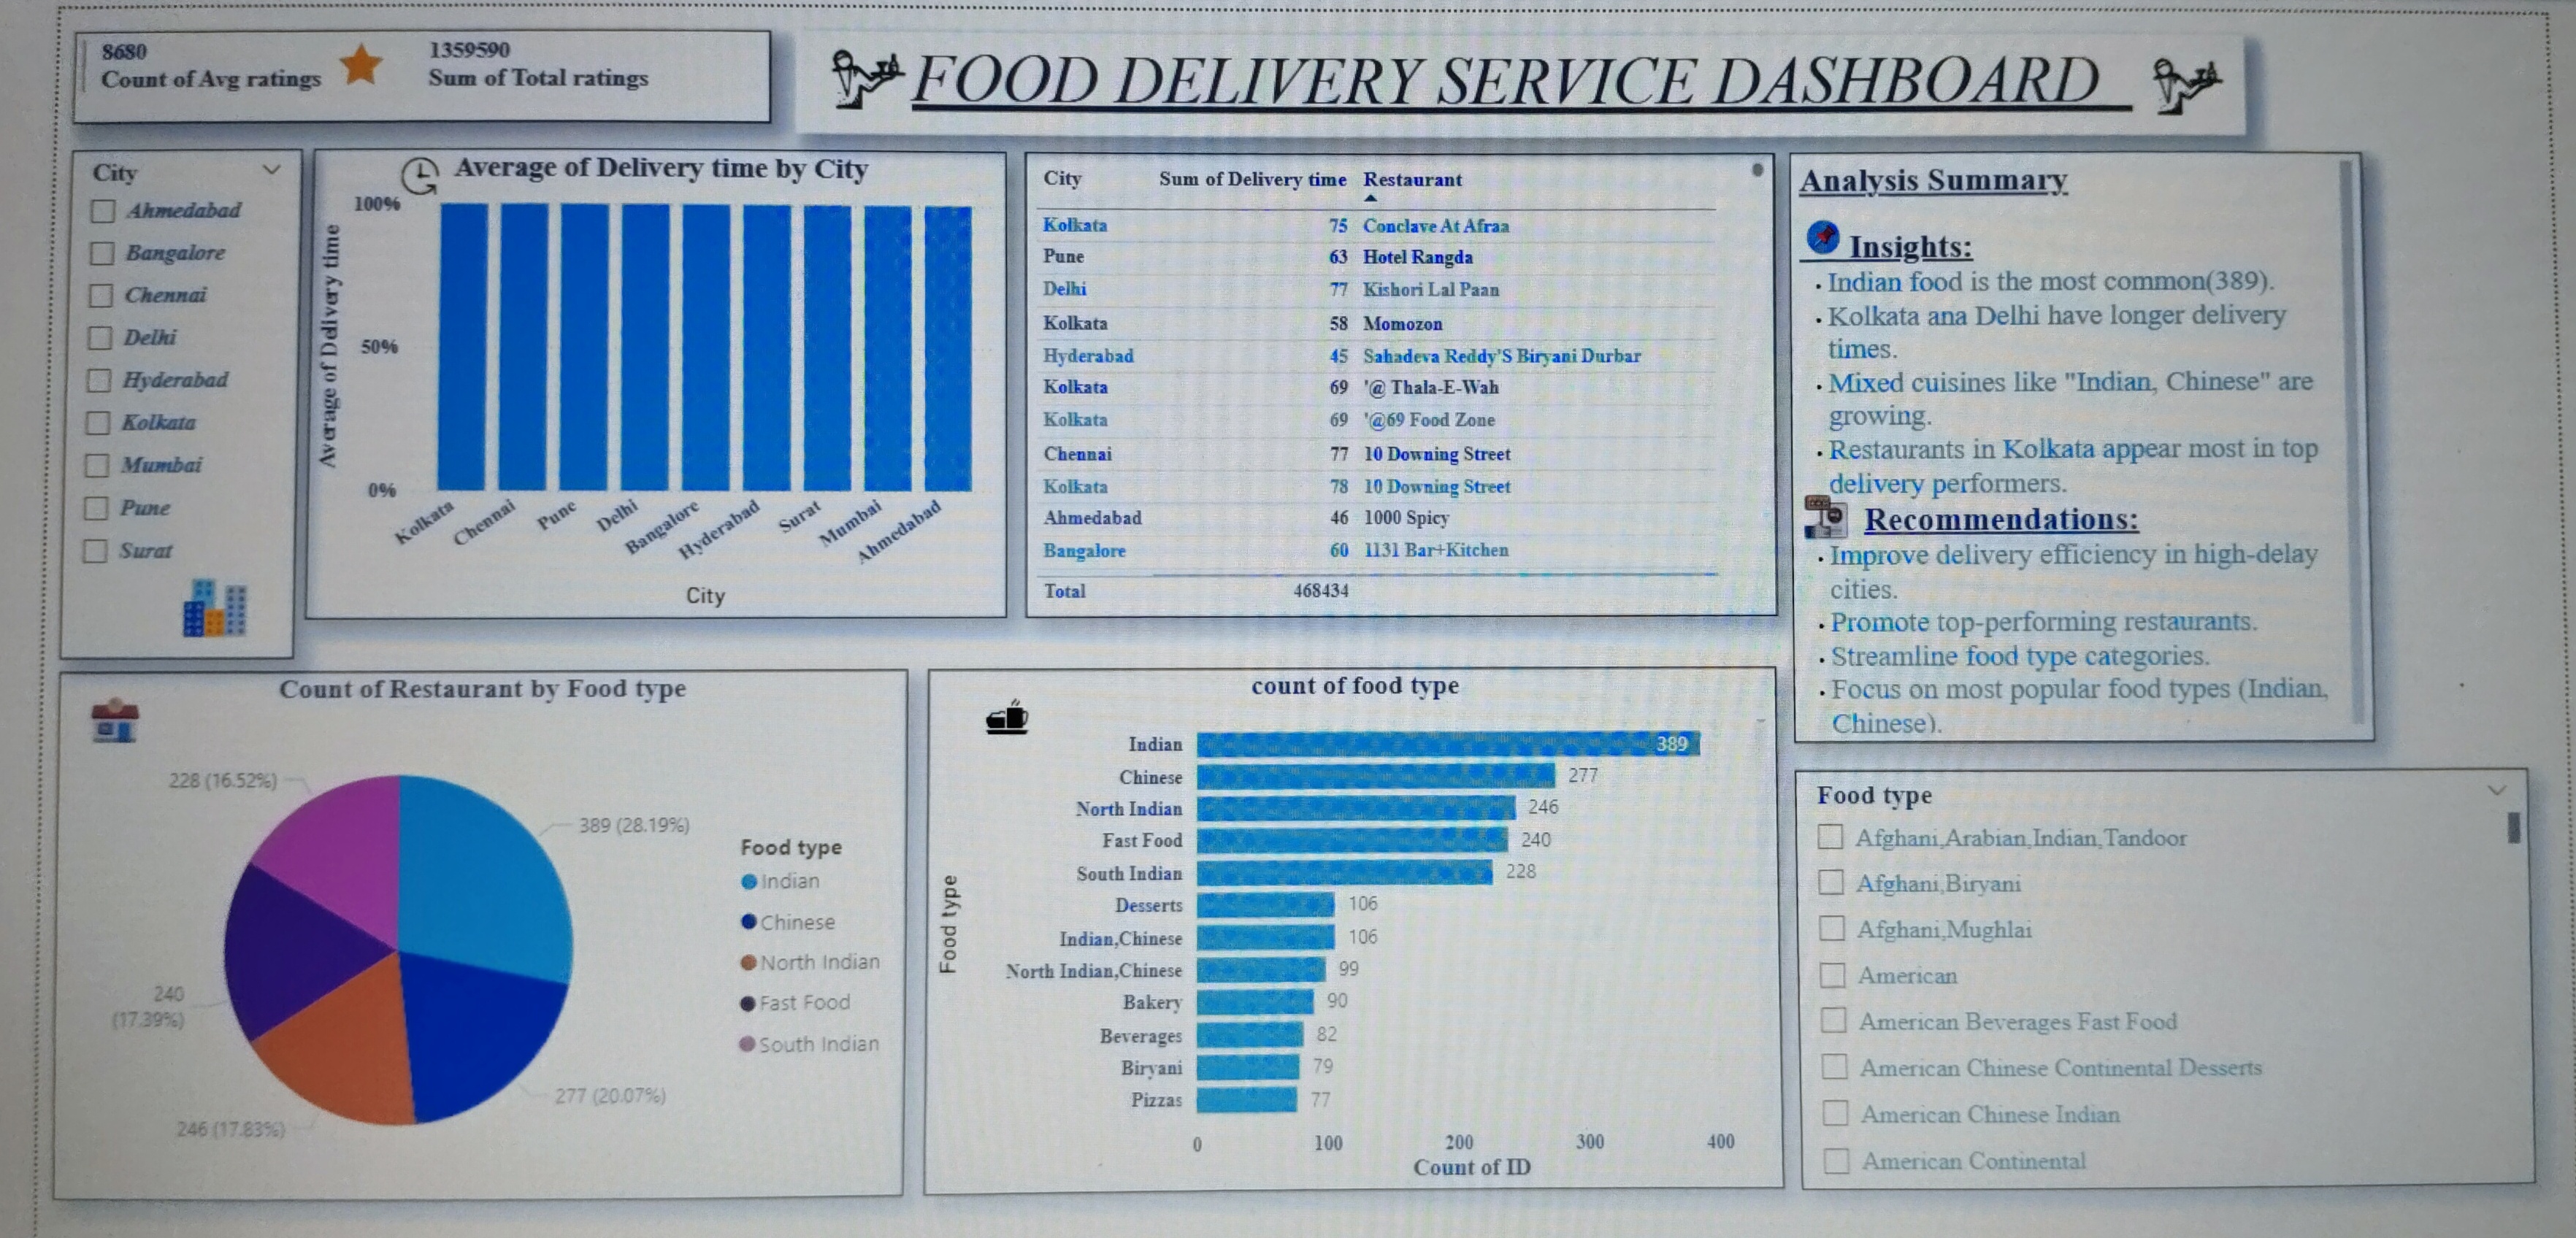 8680
Count of Avg ratings
1359590
Sum of Total ratings
FOOD DELIVERY SERVICE DASHBOARD
City
Ahmedabad
Bangalore
Chennai
Delhi
Hyderabad
Kolkata
Mumbai
Pune
Surat
Average of Delivery time by City
Average of Delivery time
100%
50%
0%
Kolkata
Chennai
Pune
Delhi
Bangalore
Hyderabad
Surat
Mumbai
Ahmedabad
City
City Sum of Delivery time Restaurant
Kolkata 75 Conclave At Afraa
Pune 63 Hotel Rangda
Delhi 77 Kishori Lal Paan
Kolkata 58 Momozon
Hyderabad 45 Sahadeva Reddy'S Biryani Durbar
Kolkata 69 '@ Thala-E-Wah
Kolkata 69 '@69 Food Zone
Chennai 77 10 Downing Street
Kolkata 78 10 Downing Street
Ahmedabad 46 1000 Spicy
Bangalore 60 1131 Bar+Kitchen
Total 468434
Analysis Summary
Insights:
• Indian food is the most common(389).
• Kolkata ana Delhi have longer delivery
times.
• Mixed cuisines like "Indian, Chinese" are
growing.
• Restaurants in Kolkata appear most in top
delivery performers.
Recommendations:
• Improve delivery efficiency in high-delay
cities.
• Promote top-performing restaurants.
• Streamline food type categories.
• Focus on most popular food types (Indian,
Chinese).
Count of Restaurant by Food type
228 (16.52%)
389 (28.19%)
240
(17.39%)
246 (17.83%)
277 (20.07%)
Food type
Indian
Chinese
North Indian
Fast Food
South Indian
count of food type
Food type
Indian 389
Chinese 277
North Indian 246
Fast Food 240
South Indian 228
Desserts 106
Indian,Chinese 106
North Indian,Chinese 99
Bakery 90
Beverages 82
Biryani 79
Pizzas 77
0 100 200 300 400
Count of ID
Food type
Afghani,Arabian,Indian,Tandoor
Afghani,Biryani
Afghani,Mughlai
American
American Beverages Fast Food
American Chinese Continental Desserts
American Chinese Indian
American Continental